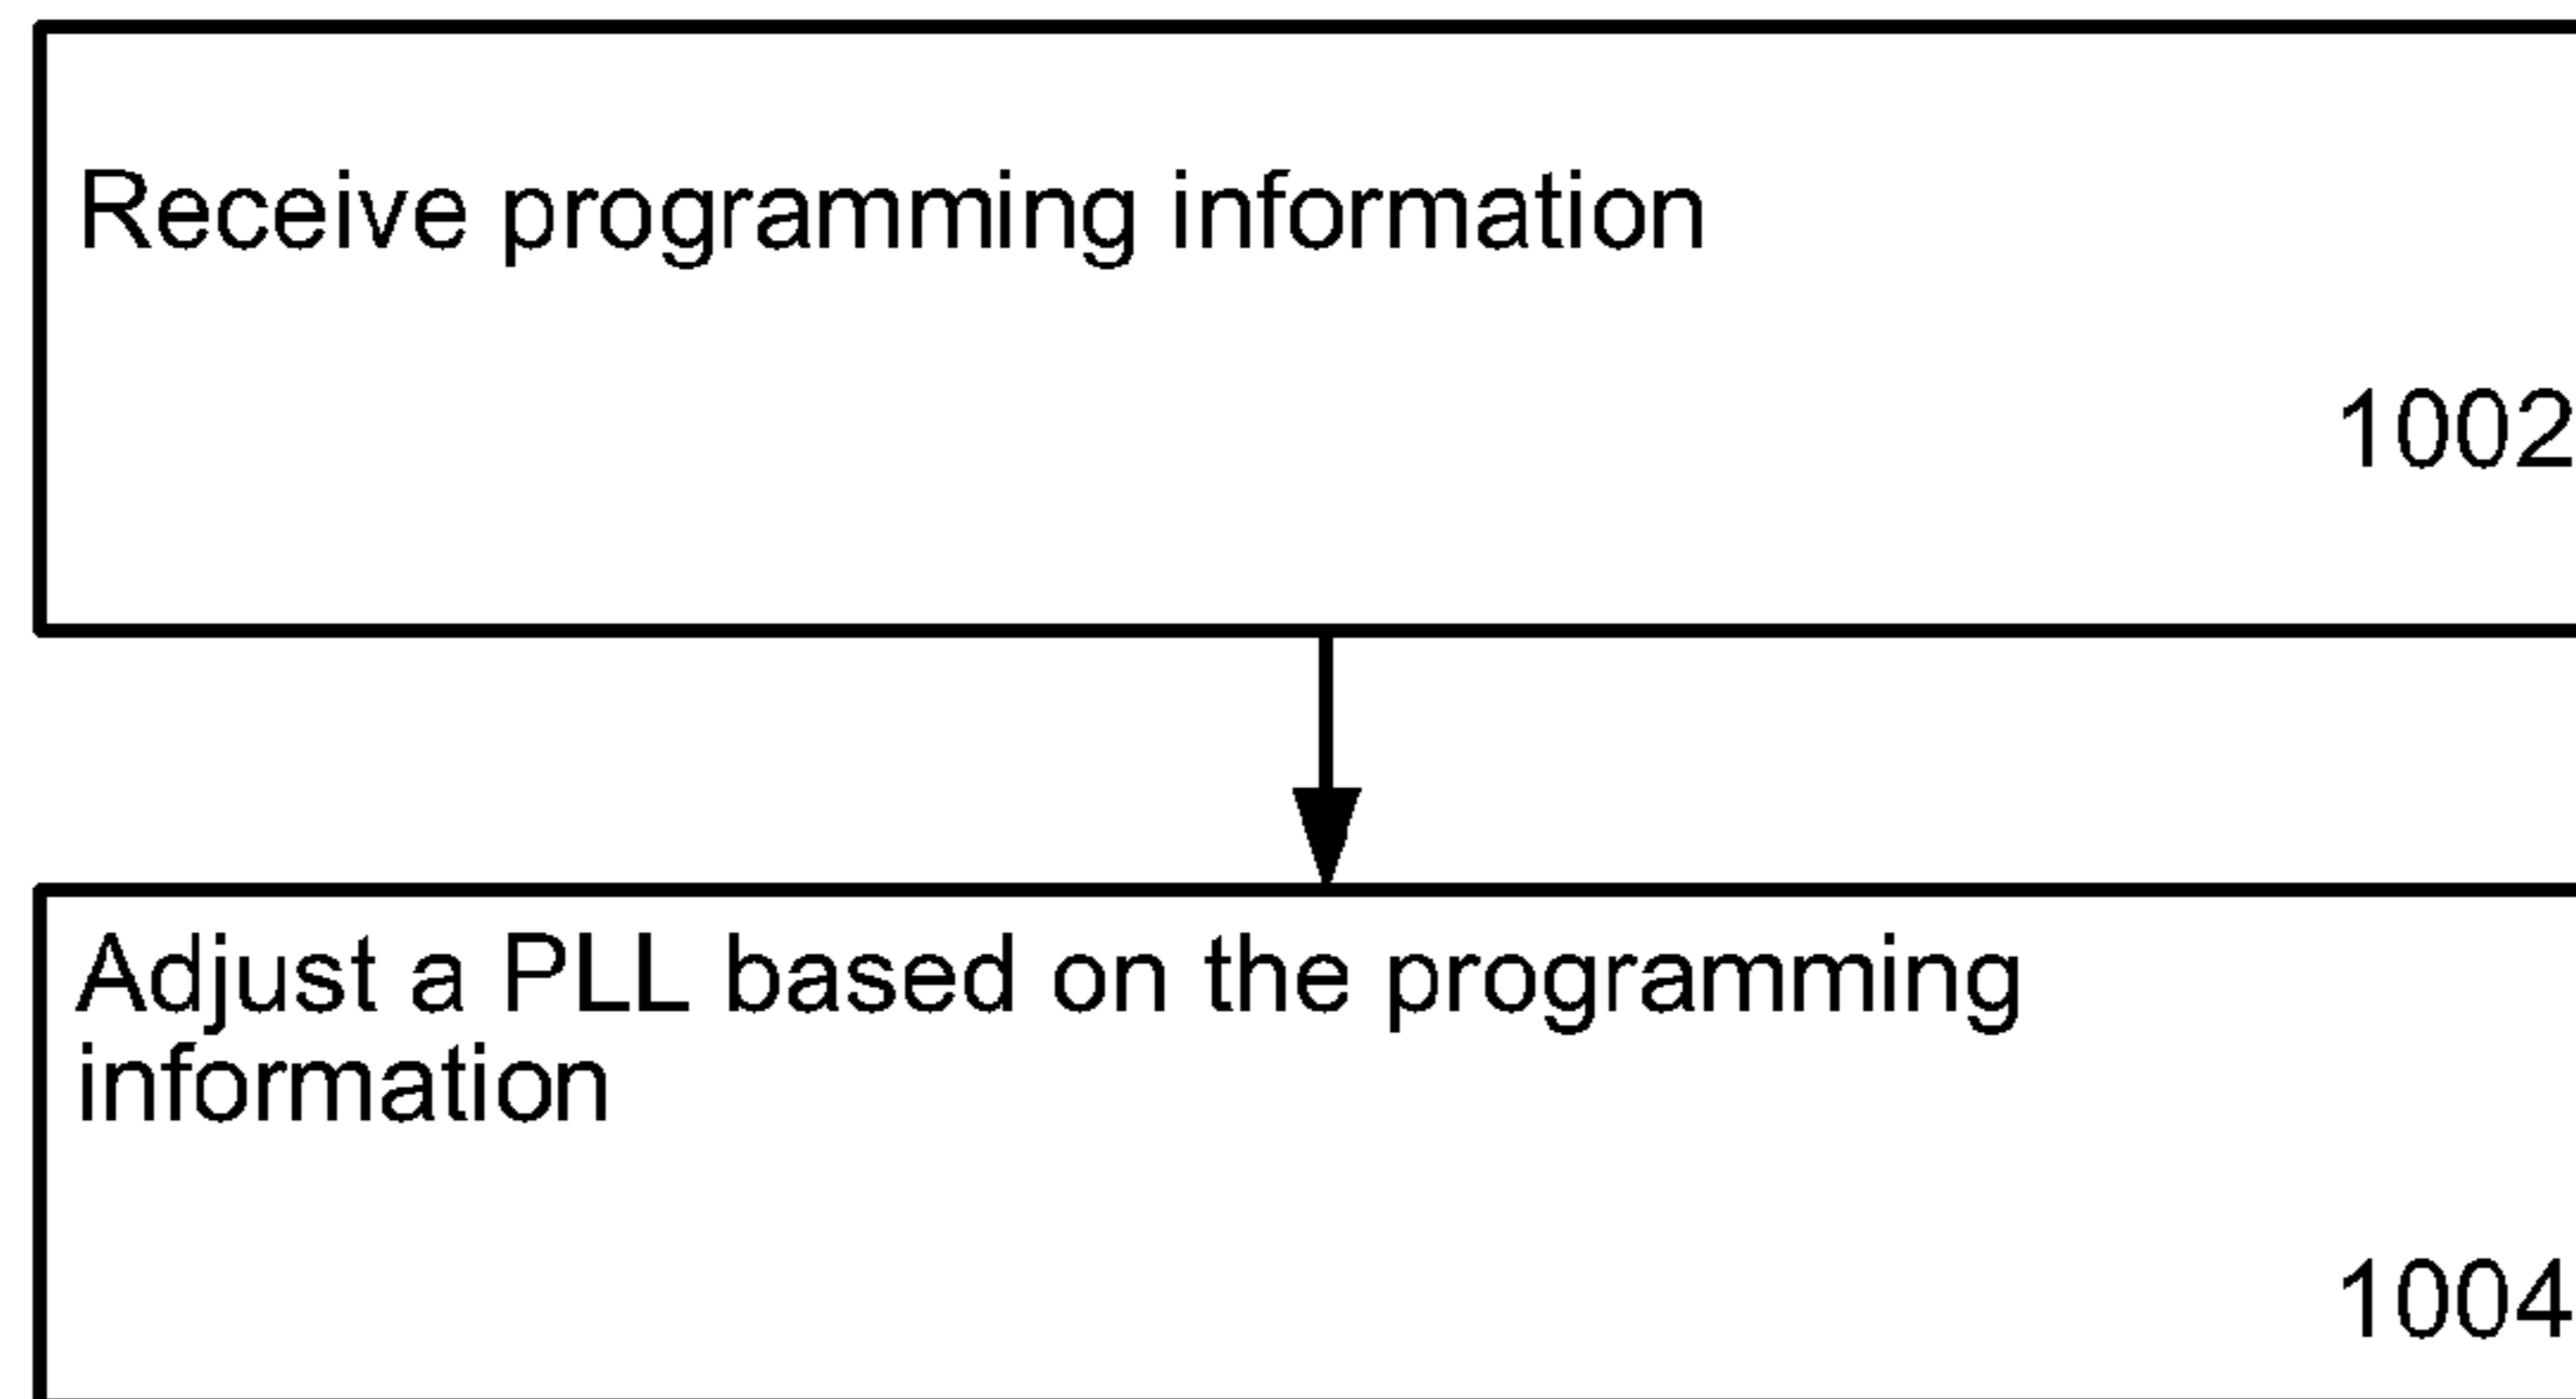 Receive programming information
1002
Adjust a PLL based on the programming
information
1004